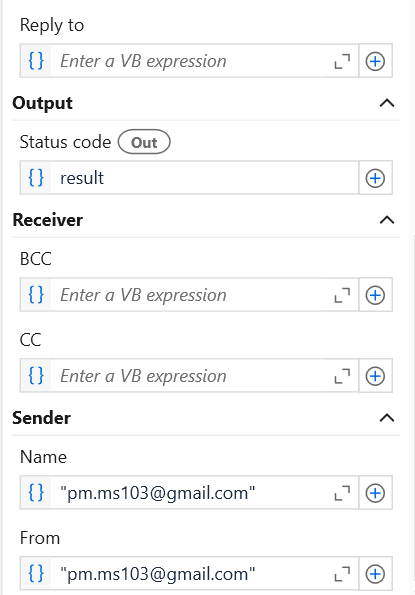 Reply to
{} Enter a VB expression
Output
Status code Out
{} result
Receiver
BCC
{} Enter a VB expression
CC
{} Enter a VB expression
Sender
Name
{} "pm.ms103@gmail.com"
From
{} "pm.ms103@gmail.com"